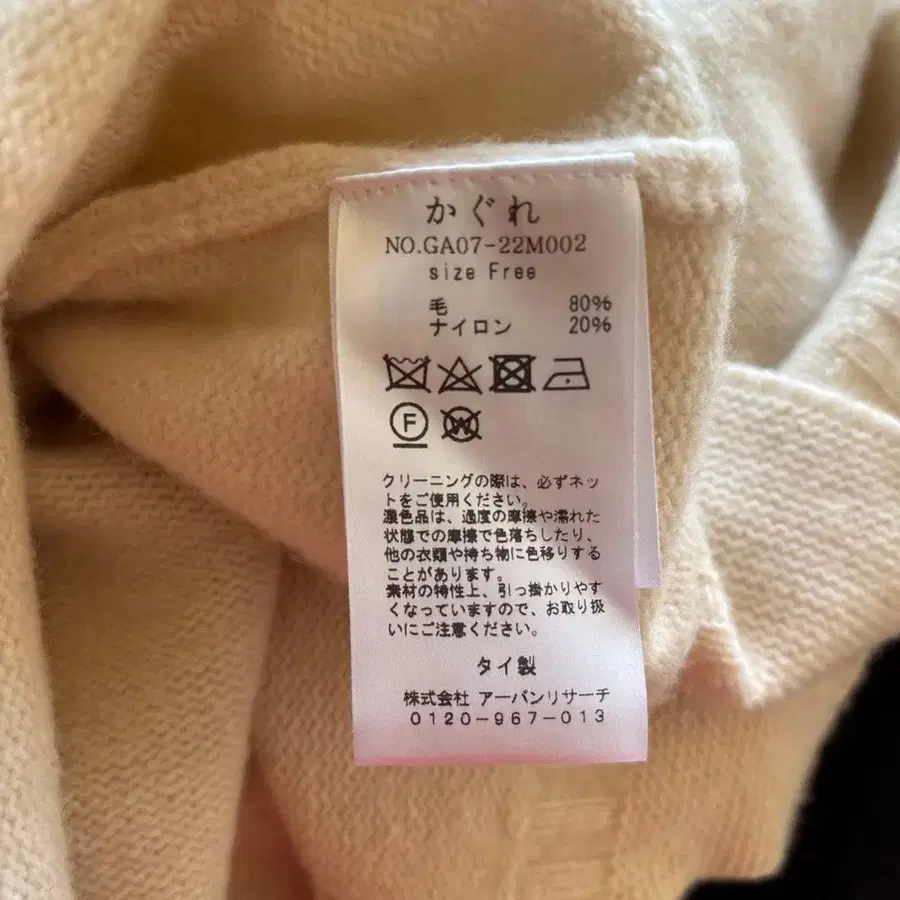 かぐれ
NO.GA07-22M002
size Free
毛 80%
ナイロン 20%
F W
クリーニングの際は、必ずネッ
トをご使用ください。
濃色品は、過度の摩擦や濡れた
状態での摩擦で色落ちしたり、
他の衣類や持ち物に色移りする
ことがあります。
素材の特性上、引っ掛かりやす
くなっていますので、お取り扱
いにご注意ください。
タイ製
株式会社 アーバンリサーチ
0120-967-013